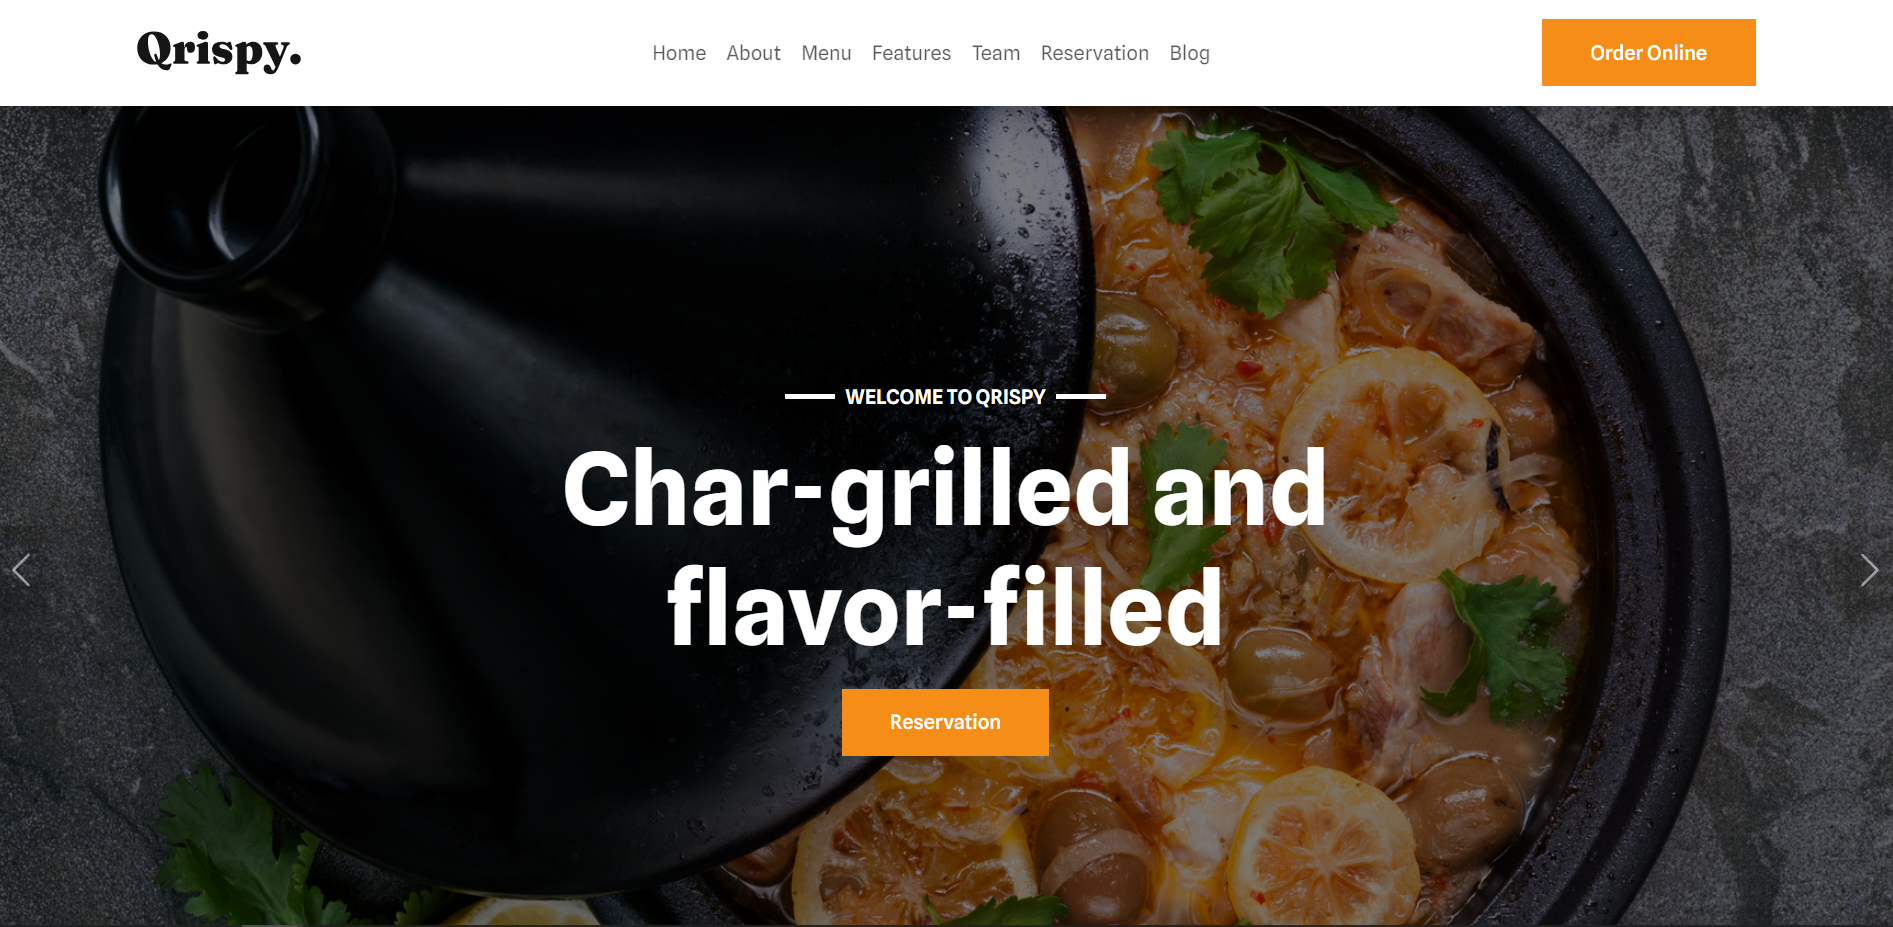 Qrispy.
Home About Menu Features Team Reservation Blog
Order Online
WELCOME TO QRISPY
Char-grilled and
flavor-filled
Reservation